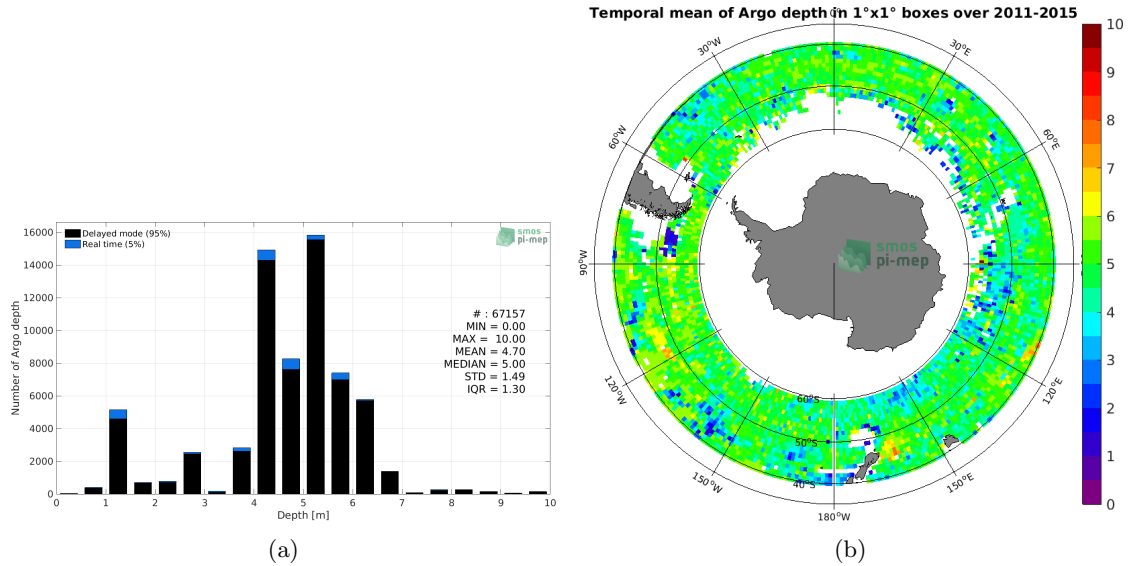 Delayed mode (95%)
Real time (5%)
smos
pi-mep
16000
14000
12000
10000
8000
6000
4000
2000
0
Number of Argo depth
# : 67157
MIN = 0.00
MAX = 10.00
MEAN = 4.70
MEDIAN = 5.00
STD = 1.49
IQR = 1.30
0 1 2 3 4 5 6 7 8 9 10
Depth [m]
(a)
Temporal mean of Argo depth in 1°x1° boxes over 2011-2015
0°
30°W
30°E
60°W
60°E
90°W
120°W
120°E
150°W
150°E
180°W
60°S
50°S
40°S
smos
pi-mep
10
9
8
7
6
5
4
3
2
1
0
(b)